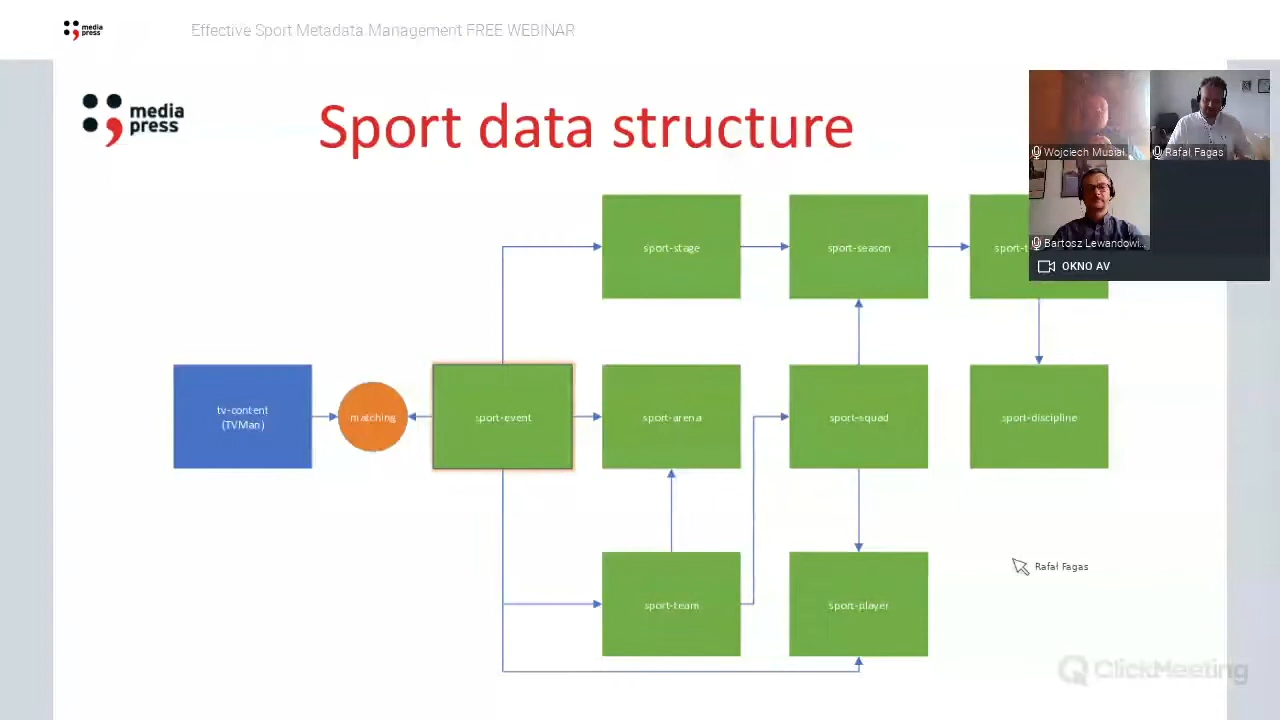 media
press
Effective Sport Metadata Management FREE WEBINAR
media
press
Sport data structure
Wojciech Musiał...
Rafał Fagas
Bartosz Lewandowi...
OKNO AV
sport-stage
sport-season
sport-t
tv-content
(TVMan)
matching
sport-event
sport-arena
sport-squad
sport-discipline
Rafał Fagas
sport-team
sport-player
ClickMeeting